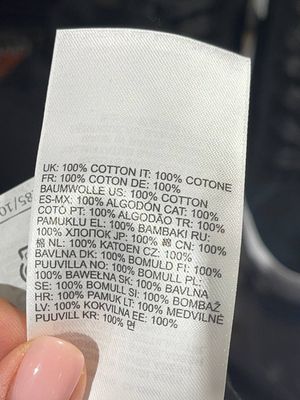 UK: 100% COTTON IT: 100% COTONE
FR: 100% COTON DE: 100%
BAUMWOLLE US: 100% COTTON
ES-MX: 100% ALGODÓN CAT: 100%
COTÓ PT: 100% ALGODÃO TR: 100%
PAMUKLU EL: 100% ΒΑΜΒΑΚΙ RU:
100% ХЛОПОК JP: 100% 綿 CN: 100%
棉 NL: 100% KATOEN CZ: 100%
BAVLNA DK: 100% BOMULD FI: 100%
PUUVILLA NO: 100% BOMULL PL:
100% BAWEŁNA SK: 100% BAVLNA
SE: 100% BOMULL SI: 100% BOMBAŽ
HR: 100% PAMUK LT: 100% MEDVILNĖ
LV: 100% KOKVILNA EE: 100%
PUUVILL KR: 100% 면